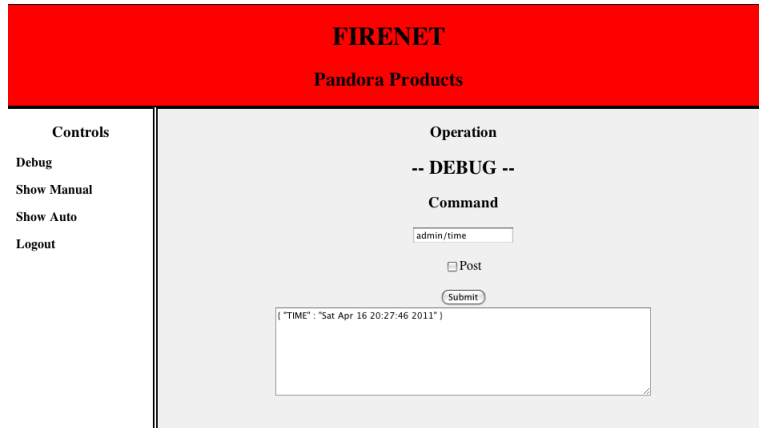 FIRENET
Pandora Products
Controls
Debug
Show Manual
Show Auto
Logout
Operation
-- DEBUG --
Command
admin/time
Post
Submit
{ "TIME" : "Sat Apr 16 20:27:46 2011" }